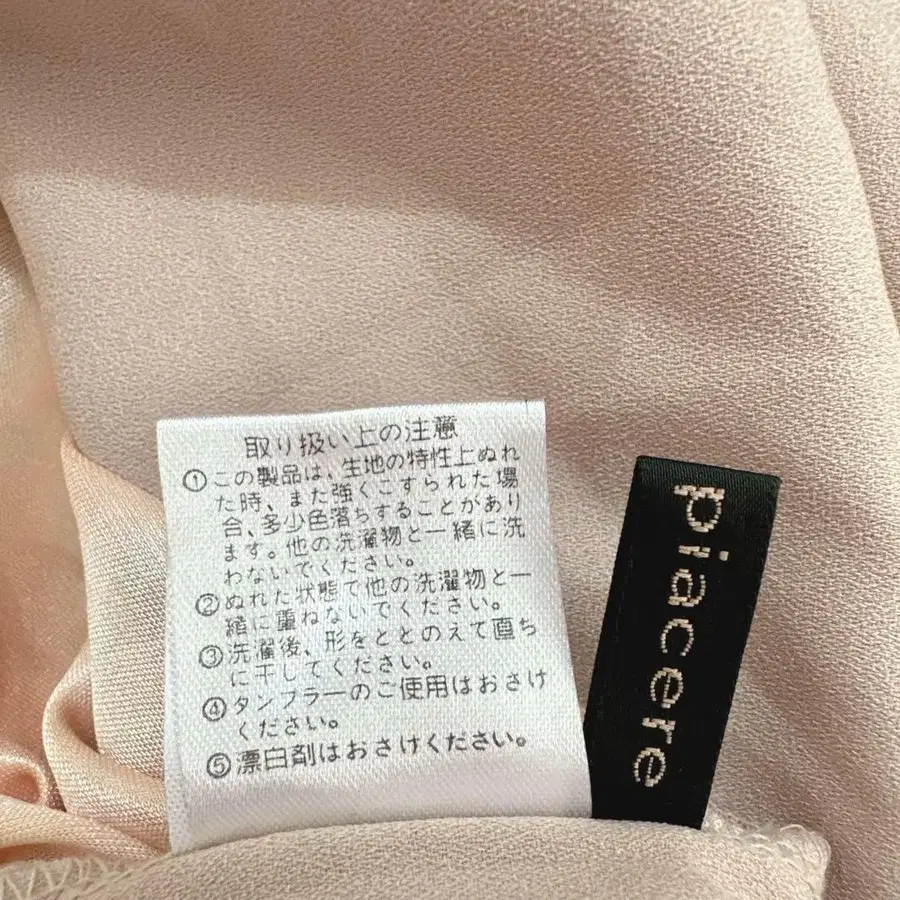 取り扱い上の注意
①この製品は、生地の特性上ぬれ
た時、また強くこすられた場
合、多少色落ちすることがあり
ます。他の洗濯物と一緒に洗
わないでください。
②ぬれた状態で他の洗濯物と一
緒に重ねないでください。
③洗濯後、形をととのえて直ち
に干してください。
④タンブラーのご使用はおさけ
ください。
⑤漂白剤はおさけください。
piacere